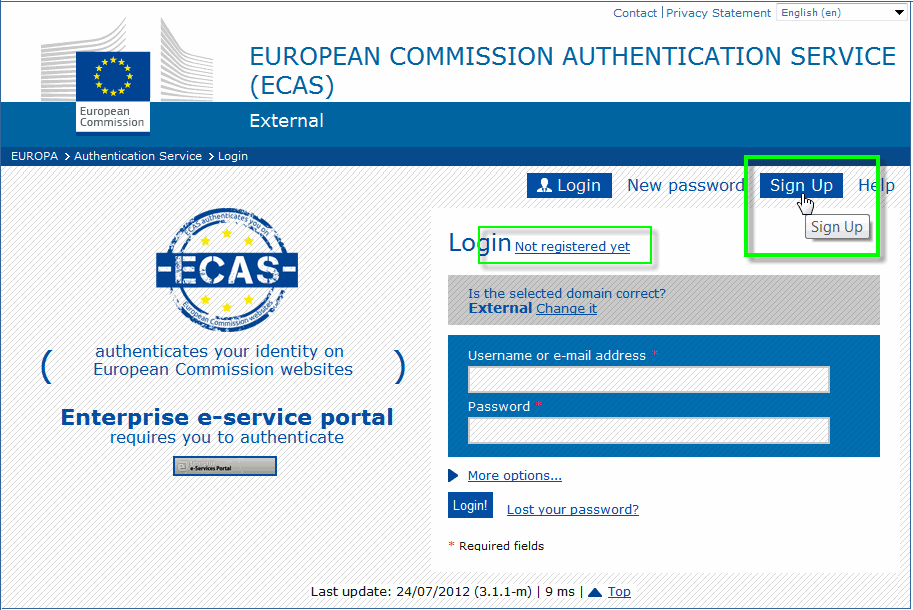 Contact | Privacy Statement English (en)
EUROPEAN COMMISSION AUTHENTICATION SERVICE
(ECAS)
European
Commission
External
EUROPA > Authentication Service > Login
Login New password Sign Up Help
Sign Up
ECAS authenticates you on
ECAS
European Commission websites
authenticates your identity on
European Commission websites
Enterprise e-service portal
requires you to authenticate
e-Services Portal
Login Not registered yet
Is the selected domain correct?
External Change it
Username or e-mail address *
Password *
More options...
Login! Lost your password?
* Required fields
Last update: 24/07/2012 (3.1.1-m) | 9 ms | Top